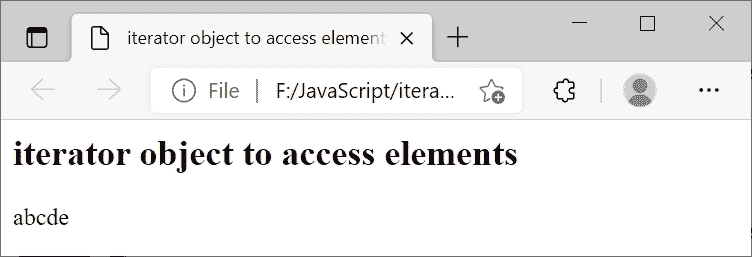 iterator object to access element
File
F:/JavaScript/itera...
iterator object to access elements
abcde